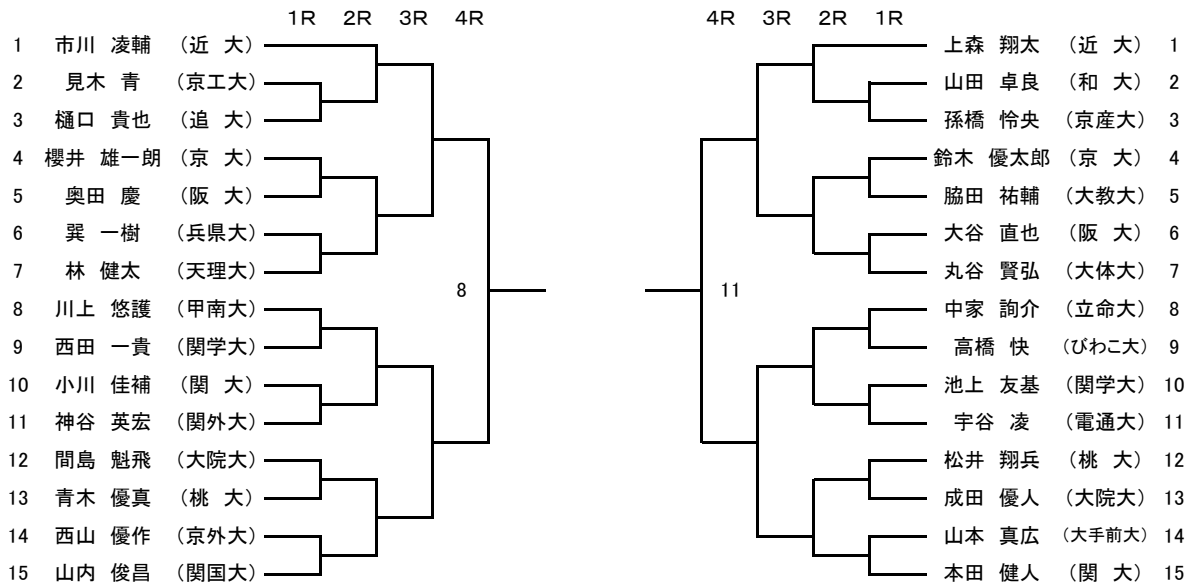 1R 2R 3R 4R
1 市川 凌輔 （近 大）
2 見木 青 （京工大）
3 樋口 貴也 （追 大）
4 櫻井 雄一朗 （京 大）
5 奥田 慶 （阪 大）
6 巽 一樹 （兵県大）
7 林 健太 （天理大）
8
8 川上 悠護 （甲南大）
9 西田 一貴 （関学大）
10 小川 佳補 （関 大）
11 神谷 英宏 （関外大）
12 間島 魁飛 （大院大）
13 青木 優真 （桃 大）
14 西山 優作 （京外大）
15 山内 俊昌 （関国大）
4R 3R 2R 1R
上森 翔太 （近 大） 1
山田 卓良 （和 大） 2
孫橋 怜央 （京産大） 3
鈴木 優太郎 （京 大） 4
脇田 祐輔 （大教大） 5
大谷 直也 （阪 大） 6
丸谷 賢弘 （大体大） 7
11
中家 詢介 （立命大） 8
高橋 快 （びわこ大） 9
池上 友基 （関学大） 10
宇谷 凌 （電通大） 11
松井 翔兵 （桃 大） 12
成田 優人 （大院大） 13
山本 真広 （大手前大） 14
本田 健人 （関 大） 15